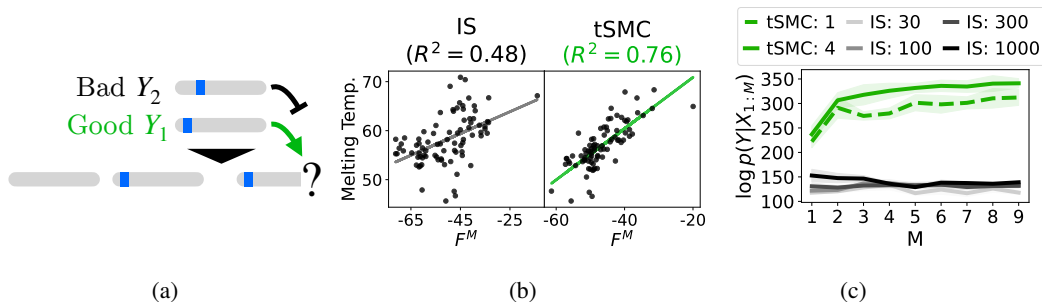 Bad Y₂
Good Y₁
?
(a)
IS
(R² = 0.48)
tSMC
(R² = 0.76)
Melting Temp.
70
60
50
-65
-45
-25
-60
-40
-20
F^M
F^M
(b)
tSMC: 1
IS: 30
IS: 300
tSMC: 4
IS: 100
IS: 1000
log p(Y|X₁:M)
350
300
250
200
150
100
1 2 3 4 5 6 7 8 9
M
(c)